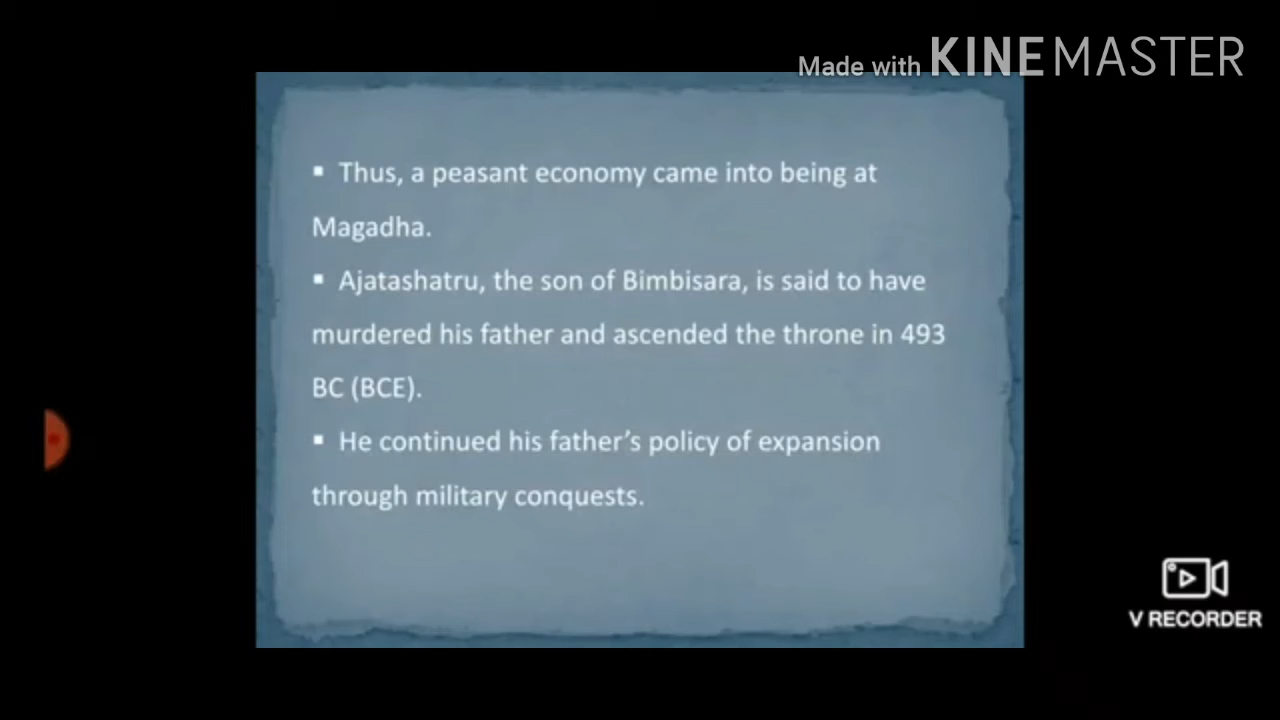 Made with KINEMASTER
▪ Thus, a peasant economy came into being at
Magadha.
▪ Ajatashatru, the son of Bimbisara, is said to have
murdered his father and ascended the throne in 493
BC (BCE).
▪ He continued his father’s policy of expansion
through military conquests.
V RECORDER